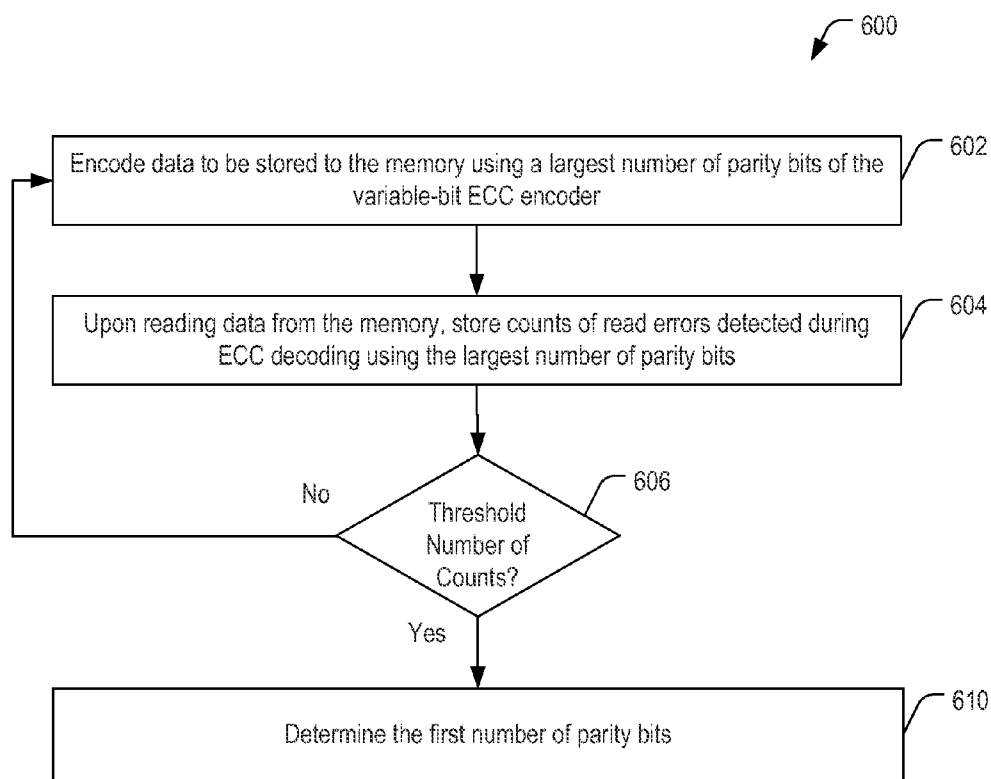 600
Encode data to be stored to the memory using a largest number of parity bits of the
variable-bit ECC encoder
602
Upon reading data from the memory, store counts of read errors detected during
ECC decoding using the largest number of parity bits
604
No
Threshold
Number of
Counts?
606
Yes
Determine the first number of parity bits
610